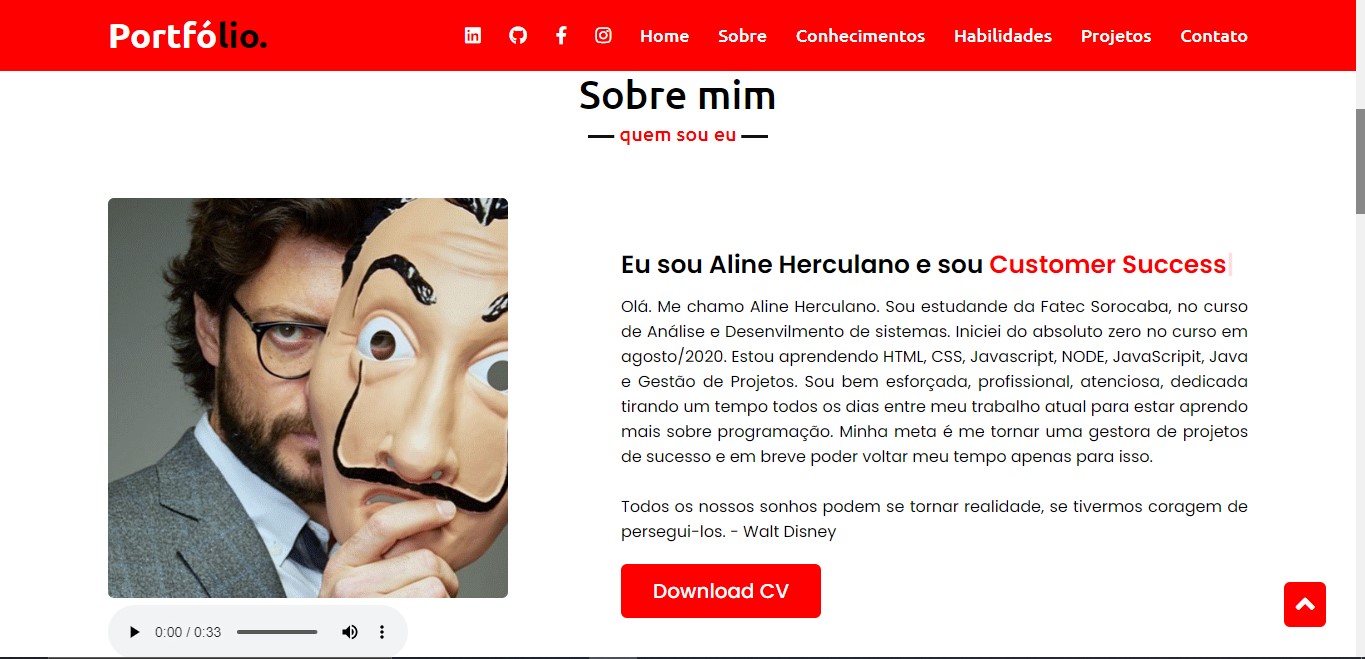 Portfólio.
Home Sobre Conhecimentos Habilidades Projetos Contato
Sobre mim
quem sou eu
Eu sou Aline Herculano e sou Customer Success
Olá. Me chamo Aline Herculano. Sou estudande da Fatec Sorocaba, no curso
de Análise e Desenvilmento de sistemas. Iniciei do absoluto zero no curso em
agosto/2020. Estou aprendendo HTML, CSS, Javascript, NODE, JavaScripit, Java
e Gestão de Projetos. Sou bem esforçada, profissional, atenciosa, dedicada
tirando um tempo todos os dias entre meu trabalho atual para estar aprendo
mais sobre programação. Minha meta é me tornar uma gestora de projetos
de sucesso e em breve poder voltar meu tempo apenas para isso.
Todos os nossos sonhos podem se tornar realidade, se tivermos coragem de
persegui-los. - Walt Disney
Download CV
0:00 / 0:33